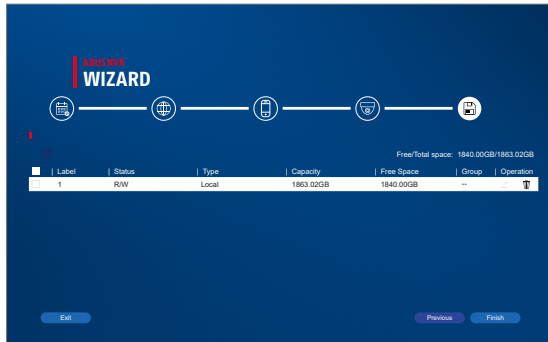 ABUS NVR
WIZARD
Free/Total space: 1840.00GB/1863.02GB
| Label | Status | Type | Capacity | Free Space | Group | Operation
1 R/W Local 1863.02GB 1840.00GB --
Exit Previous Finish